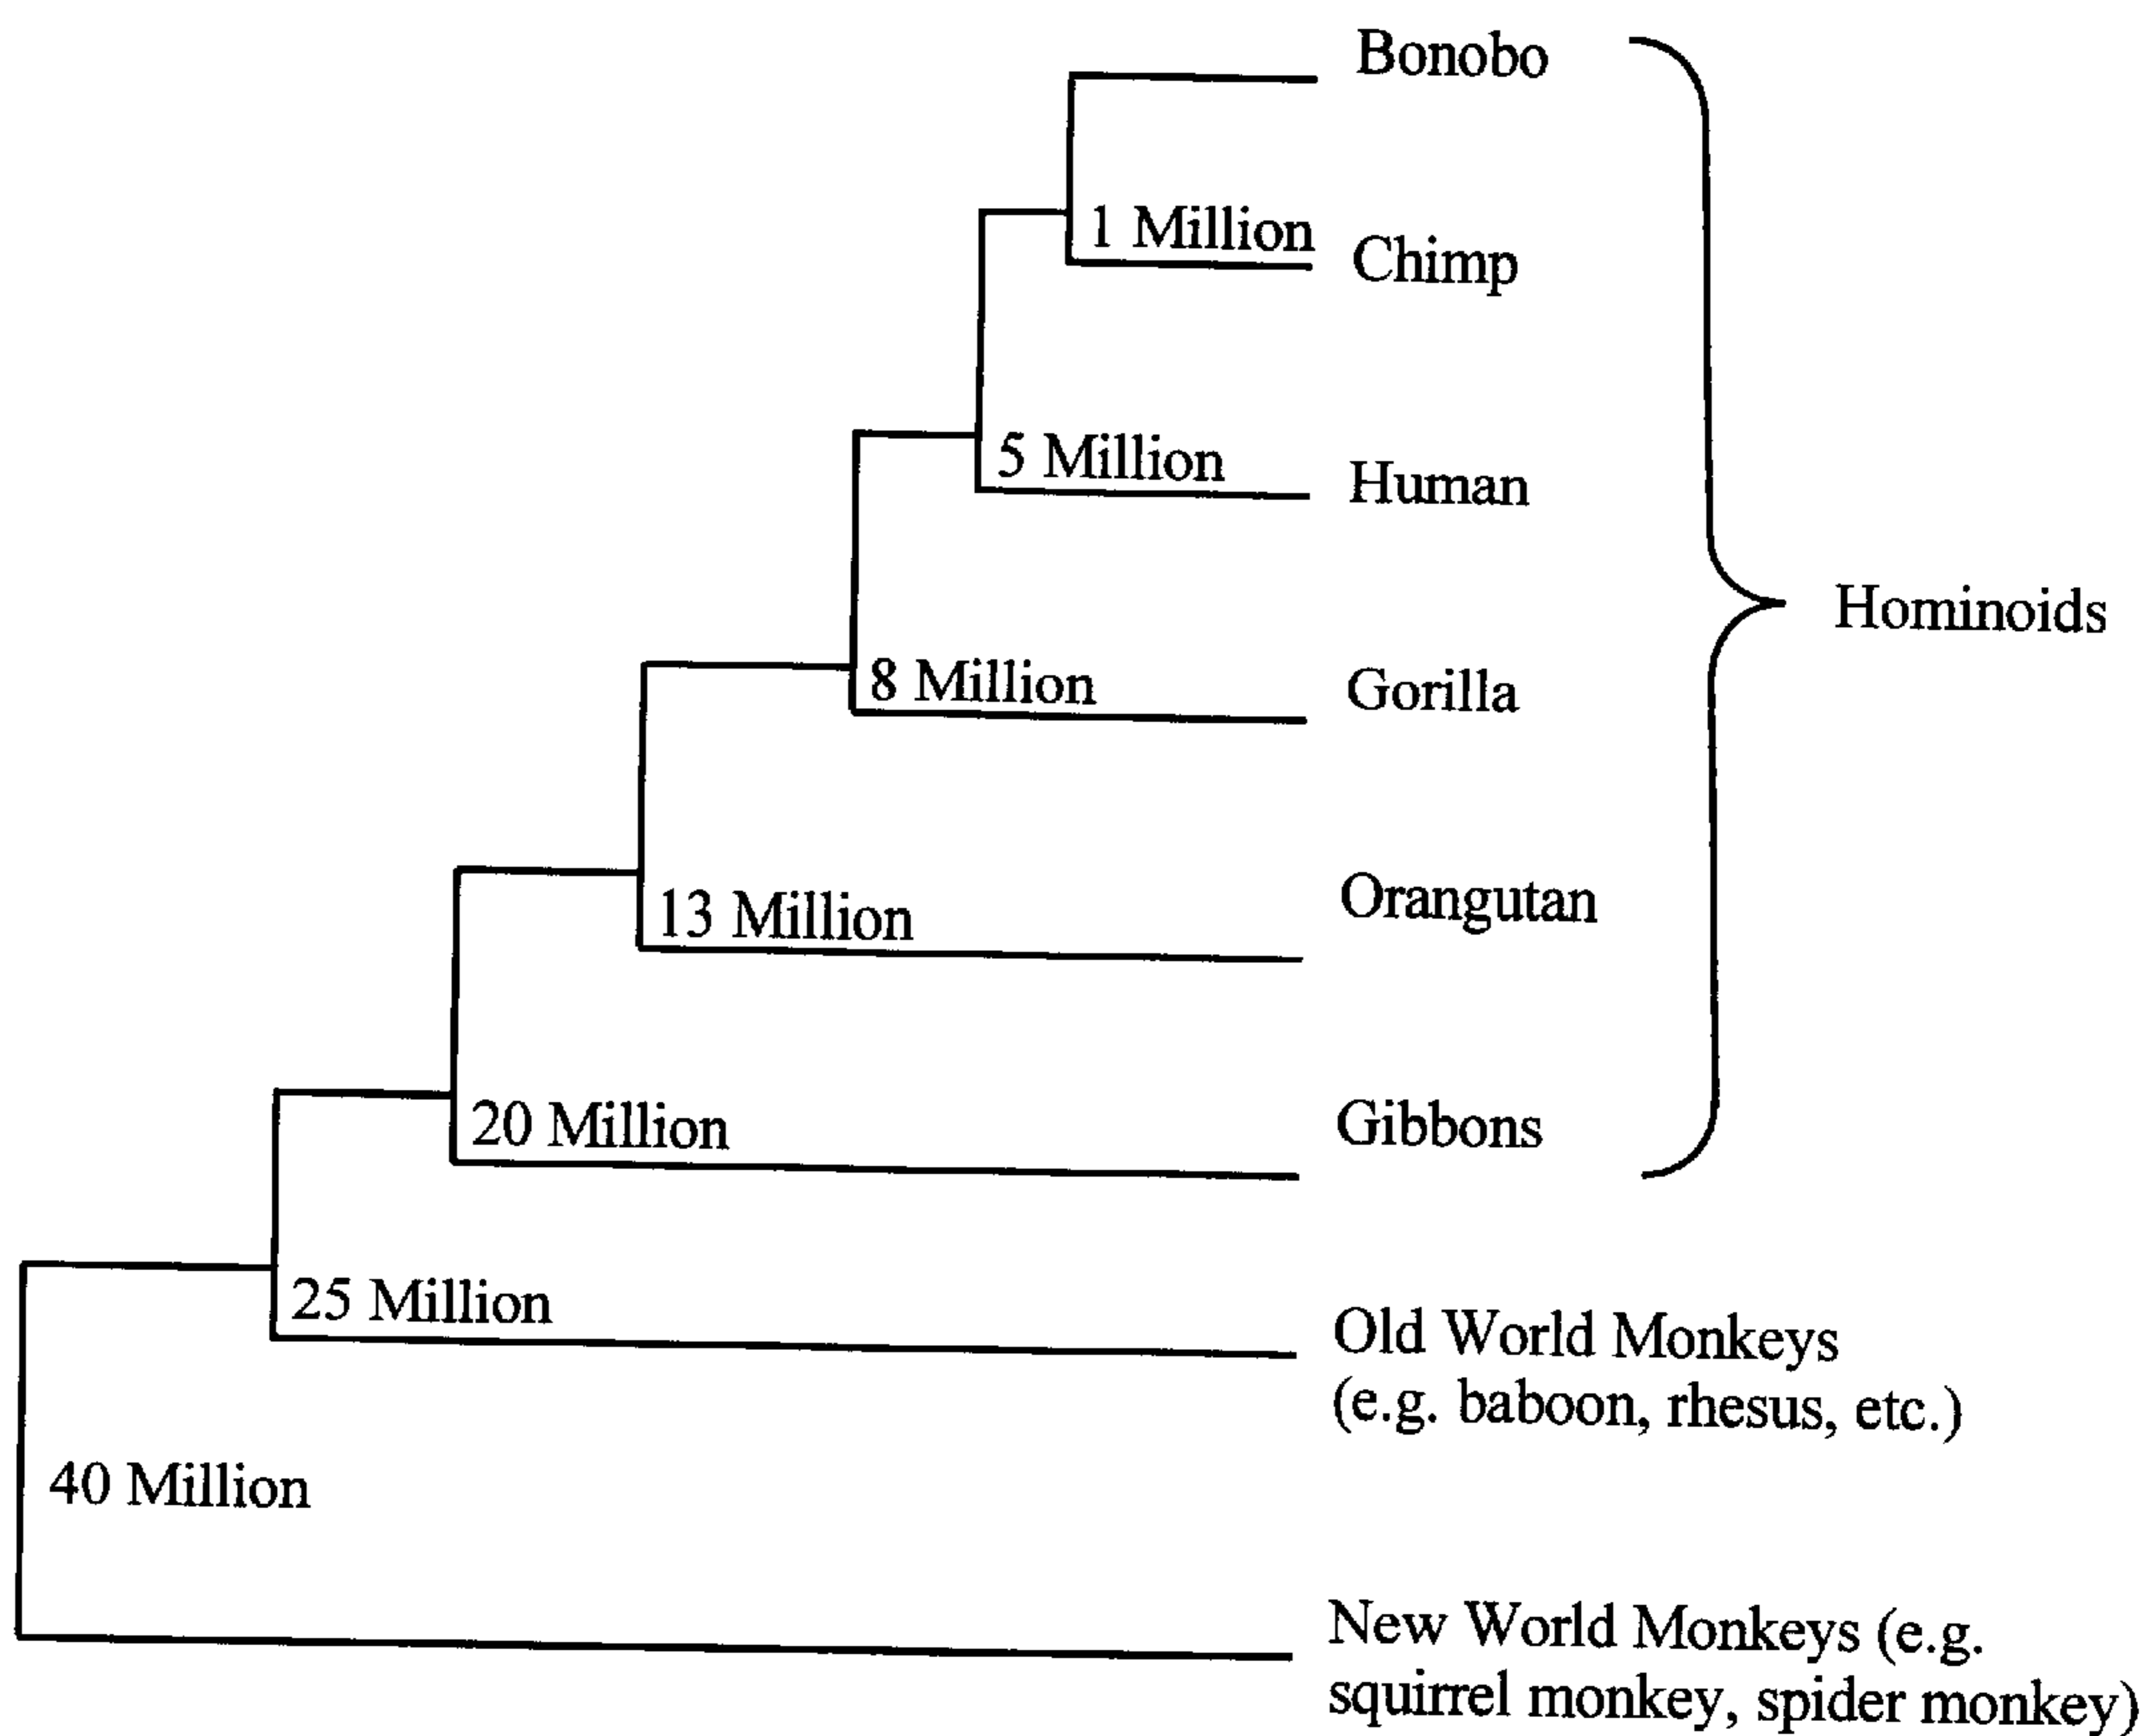 Bonobo
1 Million
Chimp
5 Million
Human
Hominoids
8 Million
Gorilla
Orangutan
13 Million
Gibbons
20 Million
25 Million
Old World Monkeys
(e.g. baboon, rhesus, etc.)
40 Million
New World Monkeys (e.g.
squirrel monkey, spider monkey)